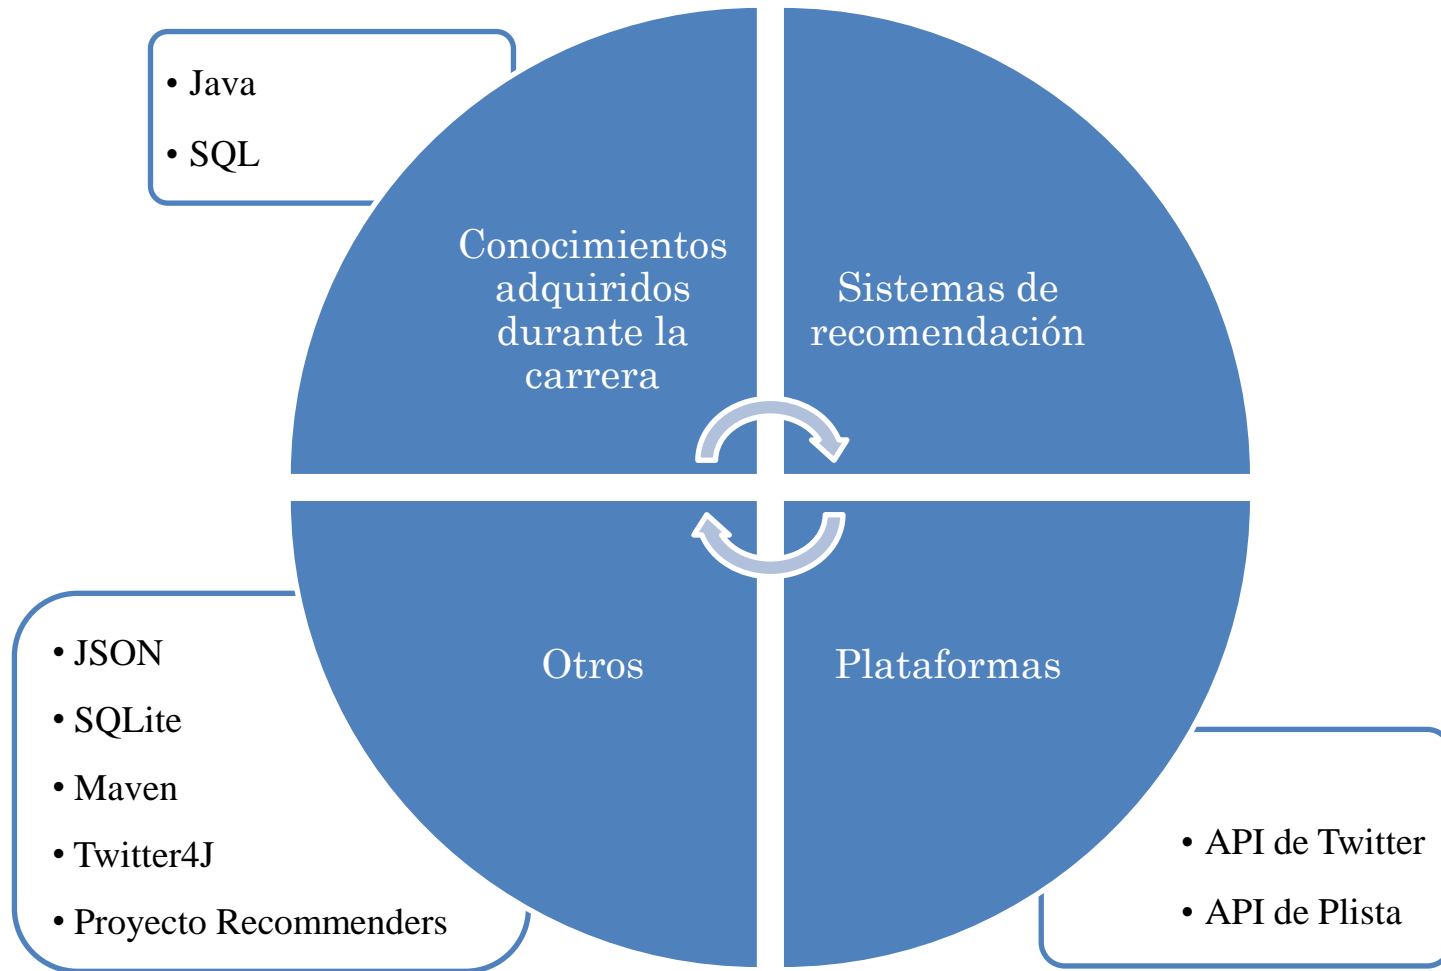 • Java
• SQL
Conocimientos
adquiridos
durante la
carrera
Sistemas de
recomendación
• JSON
• SQLite
• Maven
• Twitter4J
• Proyecto Recommenders
Otros
Plataformas
• API de Twitter
• API de Plista